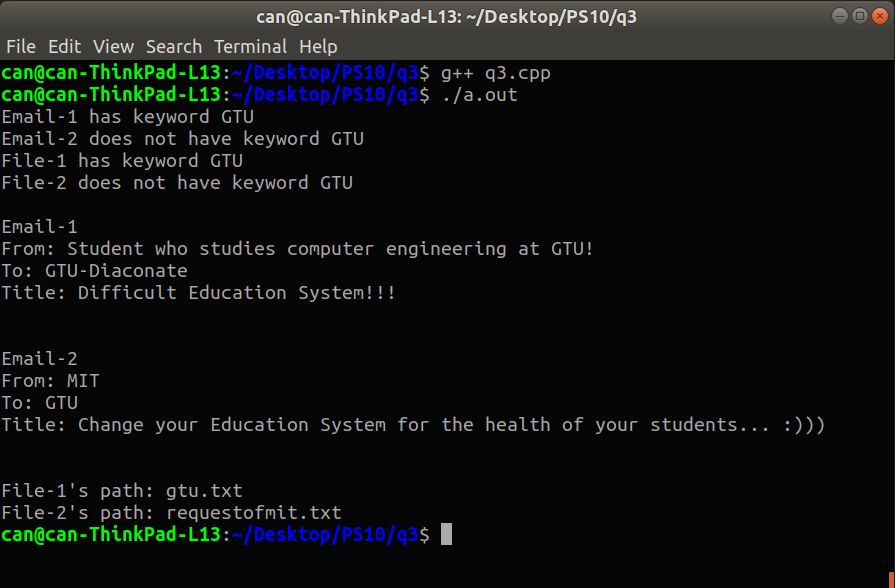 can@can-ThinkPad-L13: ~/Desktop/PS10/q3
File Edit View Search Terminal Help
can@can-ThinkPad-L13:~/Desktop/PS10/q3$ g++ q3.cpp
can@can-ThinkPad-L13:~/Desktop/PS10/q3$ ./a.out
Email-1 has keyword GTU
Email-2 does not have keyword GTU
File-1 has keyword GTU
File-2 does not have keyword GTU
Email-1
From: Student who studies computer engineering at GTU!
To: GTU-Diaconate
Title: Difficult Education System!!!
Email-2
From: MIT
To: GTU
Title: Change your Education System for the health of your students... :)))
File-1's path: gtu.txt
File-2's path: requestofmit.txt
can@can-ThinkPad-L13:~/Desktop/PS10/q3$